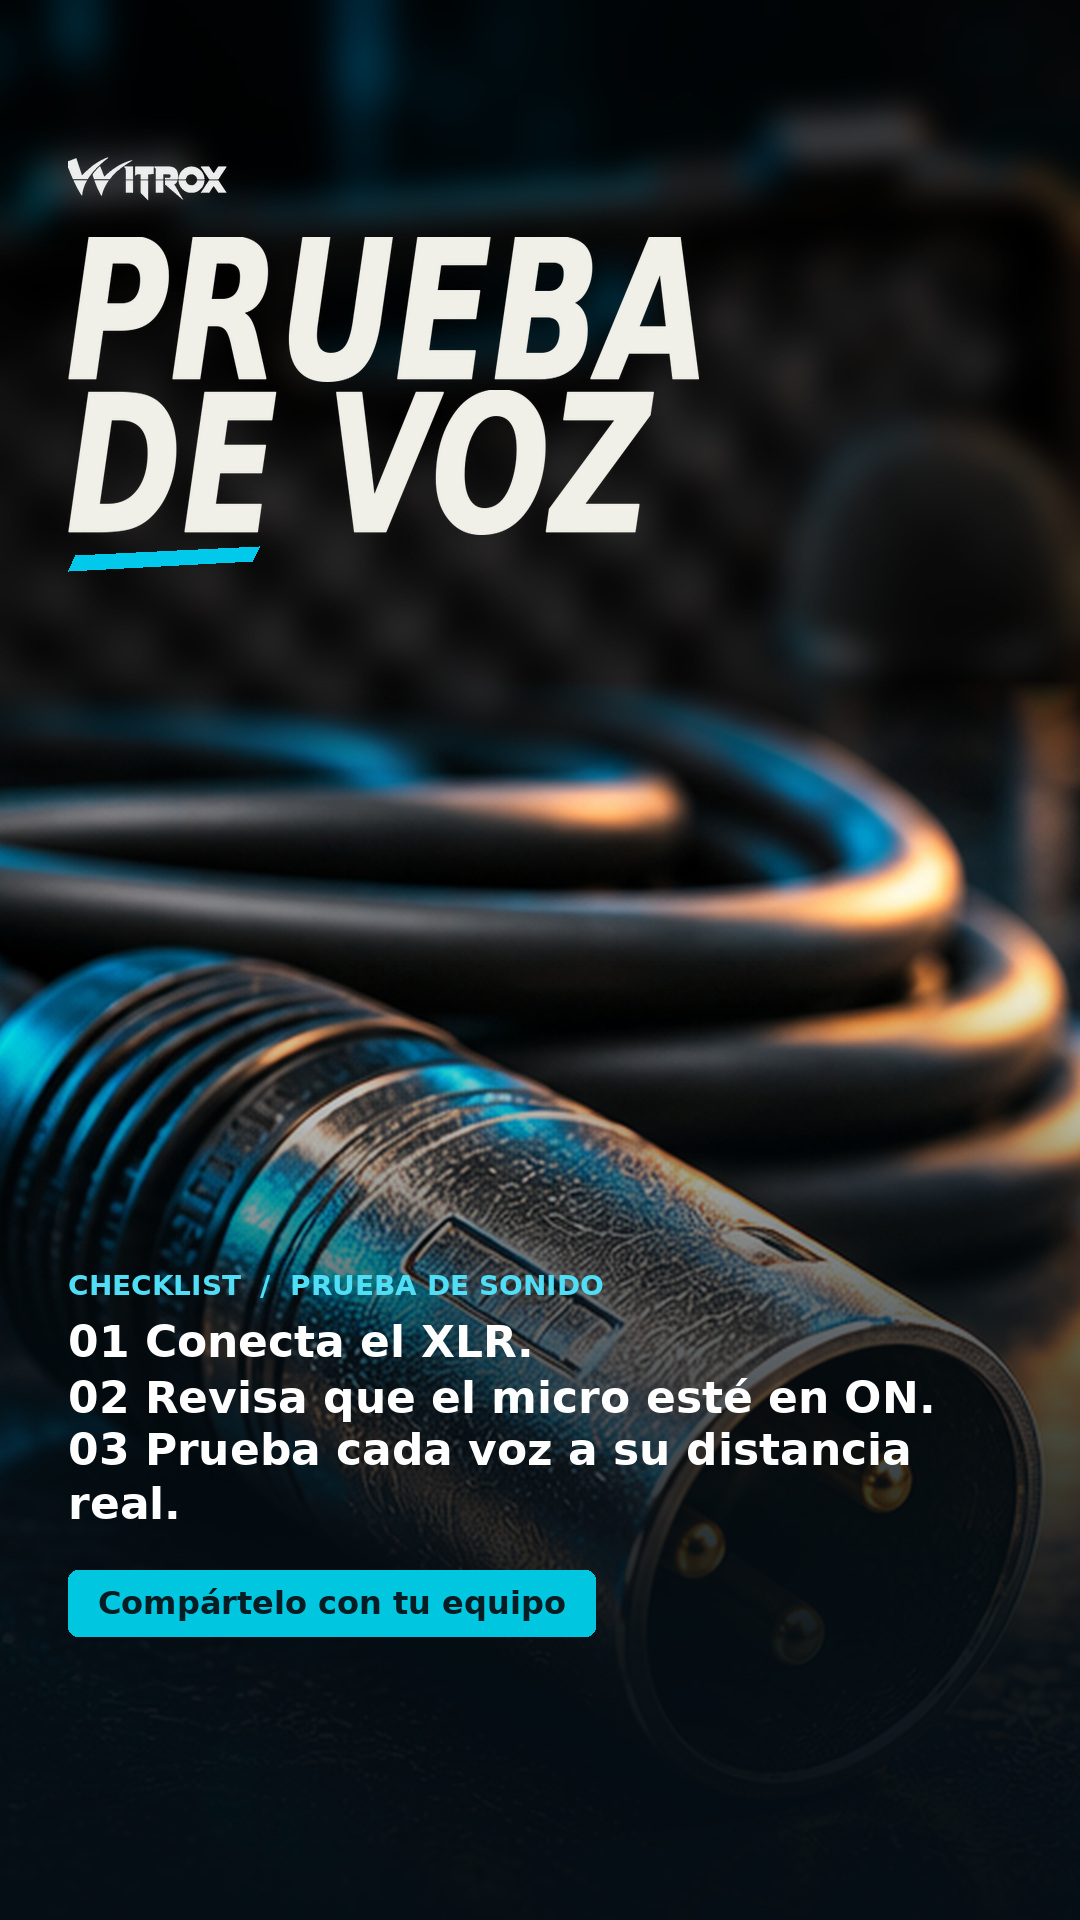 WITROX
PRUEBA
DE VOZ
CHECKLIST / PRUEBA DE SONIDO
01 Conecta el XLR.
02 Revisa que el micro esté en ON.
03 Prueba cada voz a su distancia
real.
Compártelo con tu equipo